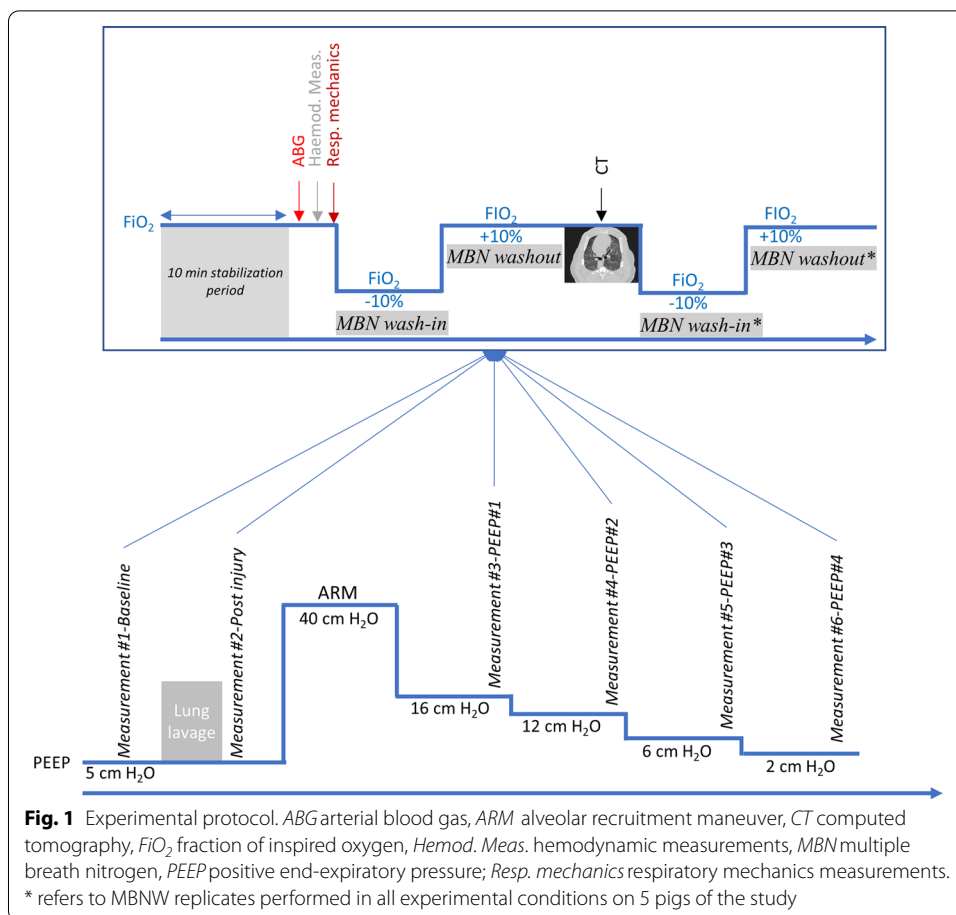 ABG
Haemod. Meas.
Resp. mechanics
CT
FiO₂
FIO₂
FIO₂
+10%
+10%
MBN washout
MBN washout*
10 min stabilization
period
FiO₂
FiO₂
-10%
-10%
MBN wash-in
MBN wash-in*
Measurement #1-Baseline
Measurement #2-Post injury
Measurement #3-PEEP#1
Measurement #4-PEEP#2
Measurement #5-PEEP#3
Measurement #6-PEEP#4
ARM
40 cm H₂O
Lung
lavage
16 cm H₂O
12 cm H₂O
6 cm H₂O
PEEP
5 cm H₂O
2 cm H₂O
Fig. 1 Experimental protocol. ABG arterial blood gas, ARM alveolar recruitment maneuver, CT computed
tomography, FiO₂ fraction of inspired oxygen, Hemod. Meas. hemodynamic measurements, MBN multiple
breath nitrogen, PEEP positive end-expiratory pressure; Resp. mechanics respiratory mechanics measurements.
* refers to MBNW replicates performed in all experimental conditions on 5 pigs of the study